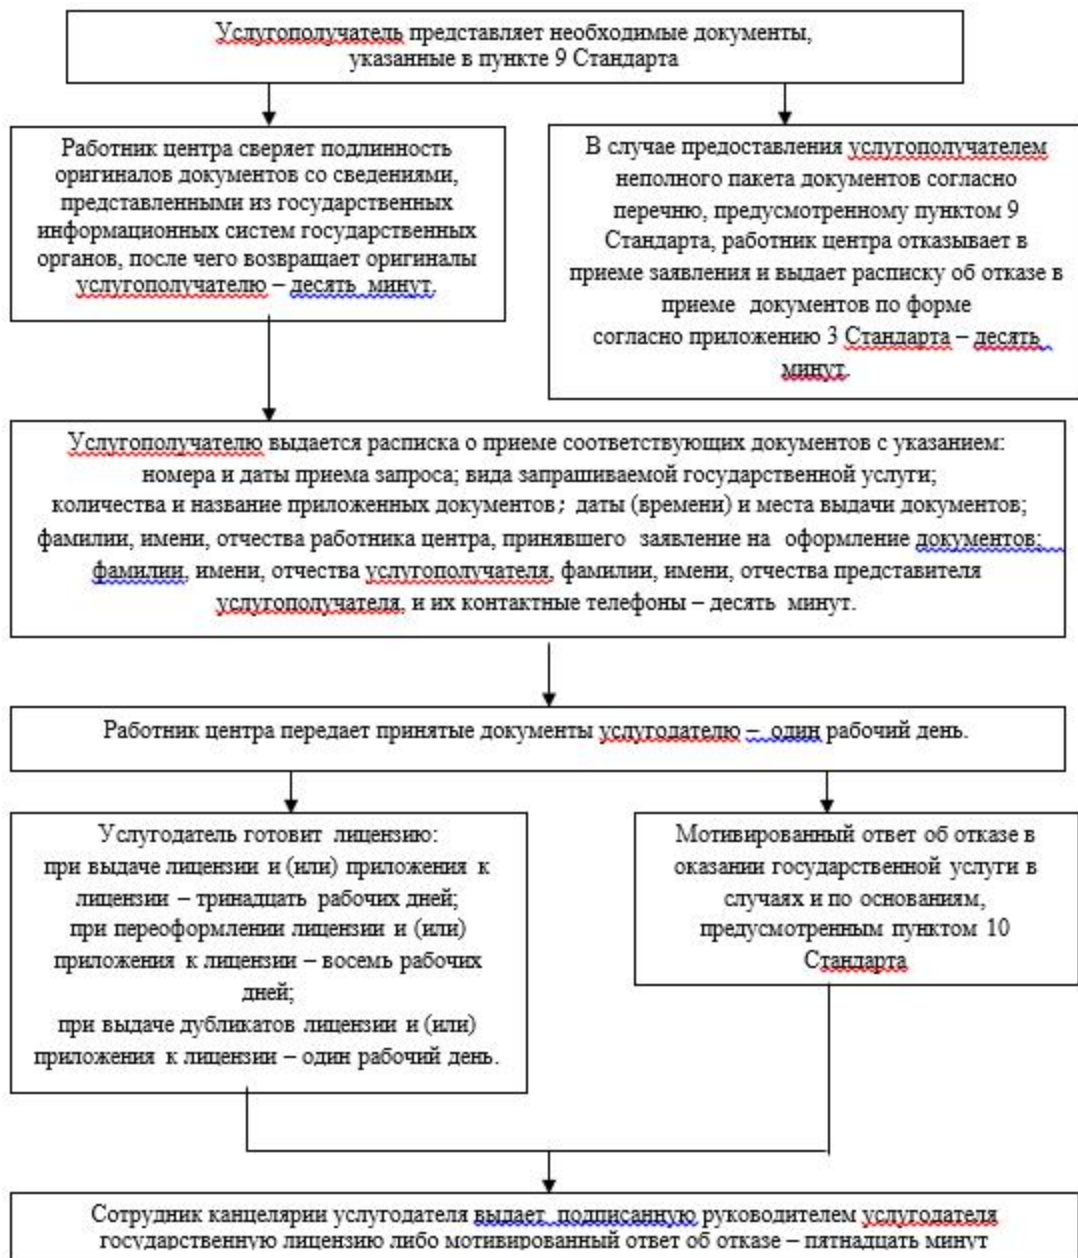 Услугополучатель представляет необходимые документы,
указанные в пункте 9 Стандарта
Работник центра сверяет подлинность
оригиналов документов со сведениями,
представленными из государственных
информационных систем государственных
органов, после чего возвращает оригиналы
услугополучателю – десять минут.
В случае предоставления услугополучателем
неполного пакета документов согласно
перечню, предусмотренному пунктом 9
Стандарта, работник центра отказывает в
приеме заявления и выдает расписку об отказе в
приеме документов по форме
согласно приложению 3 Стандарта – десять
минут.
Услугополучателю выдается расписка о приеме соответствующих документов с указанием:
номера и даты приема запроса; вида запрашиваемой государственной услуги;
количества и название приложенных документов; даты (времени) и места выдачи документов;
фамилии, имени, отчества работника центра, принявшего заявление на оформление документов;
фамилии, имени, отчества услугополучателя, фамилии, имени, отчества представителя
услугополучателя, и их контактные телефоны – десять минут.
Работник центра передает принятые документы услугодателю – один рабочий день.
Услугодатель готовит лицензию:
при выдаче лицензии и (или) приложения к
лицензии – тринадцать рабочих дней;
при переоформлении лицензии и (или)
приложения к лицензии – восемь рабочих
дней;
при выдаче дубликатов лицензии и (или)
приложения к лицензии – один рабочий день.
Мотивированный ответ об отказе в
оказании государственной услуги в
случаях и по основаниям,
предусмотренным пунктом 10
Стандарта
Сотрудник канцелярии услугодателя выдает подписанную руководителем услугодателя
государственную лицензию либо мотивированный ответ об отказе – пятнадцать минут